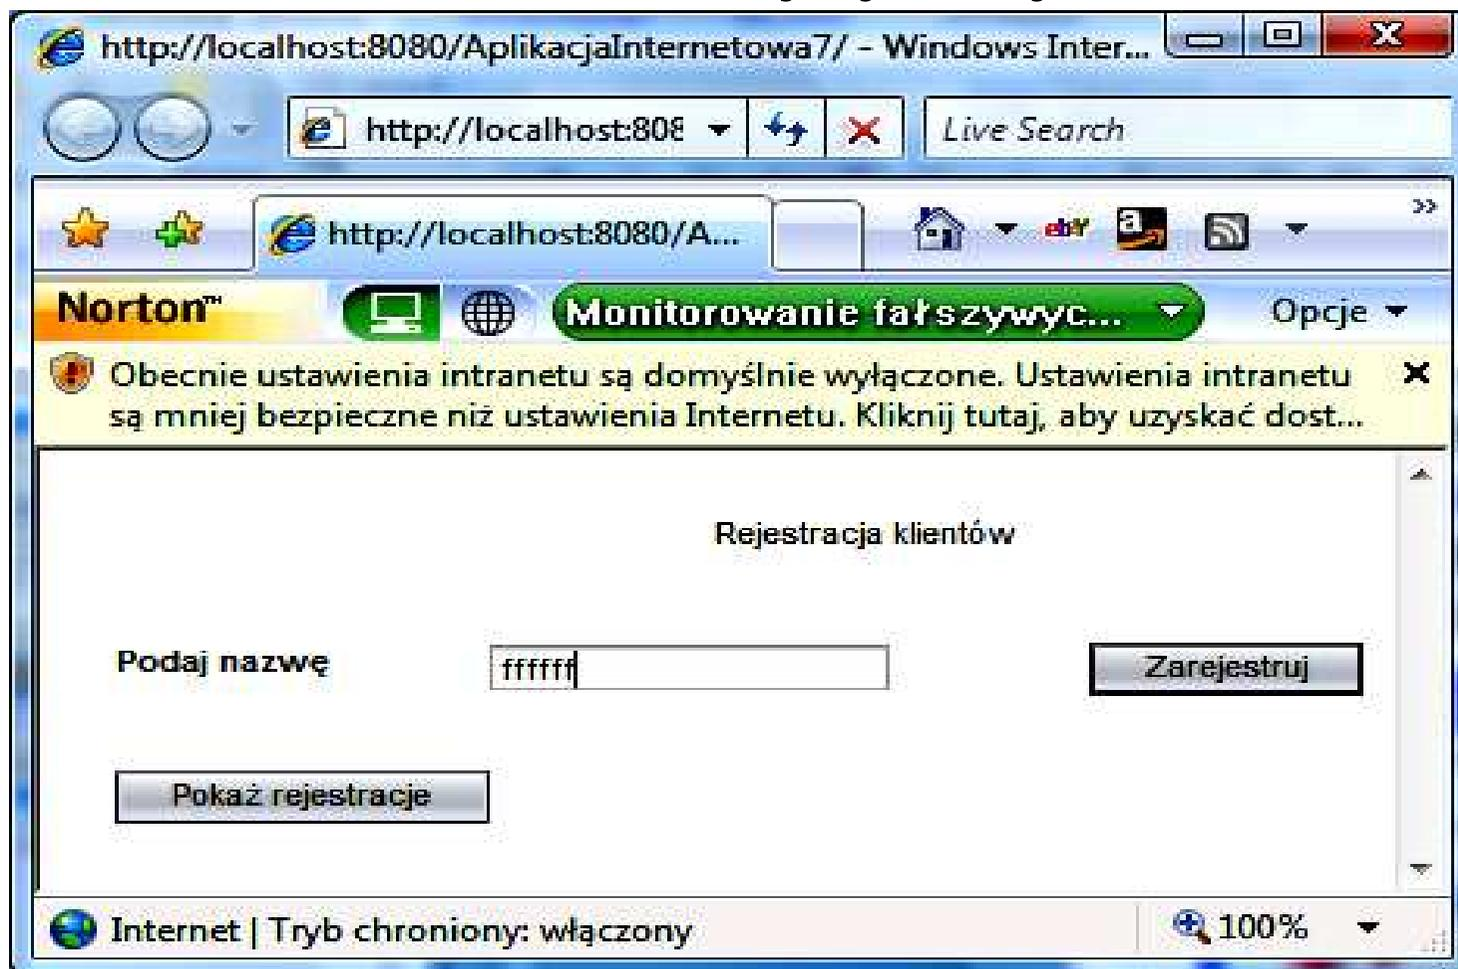 http://localhost:8080/AplikacjaInternetowa7/ - Windows Inter...
http://localhost:808
Live Search
http://localhost:8080/A...
ebY
a
»
Norton™
Monitorowanie fałszywyc...
Opcje
Obecnie ustawienia intranetu są domyślnie wyłączone. Ustawienia intranetu
są mniej bezpieczne niż ustawienia Internetu. Kliknij tutaj, aby uzyskać dost...
Rejestracja klientów
Podaj nazwę
ffffff
Zarejestruj
Pokaż rejestracje
Internet | Tryb chroniony: włączony
100%